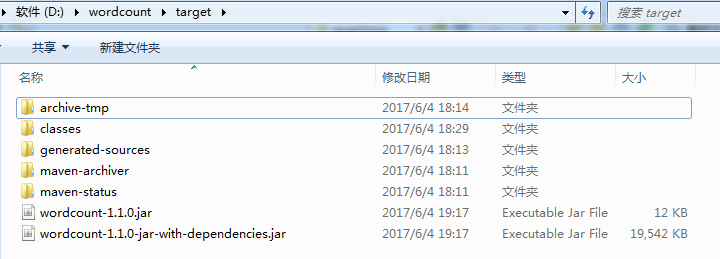 软件 (D:) ▸ wordcount ▸ target ▸ 搜索 target
共享 新建文件夹
名称 修改日期 类型 大小
archive-tmp 2017/6/4 18:14 文件夹
classes 2017/6/4 18:29 文件夹
generated-sources 2017/6/4 18:13 文件夹
maven-archiver 2017/6/4 18:11 文件夹
maven-status 2017/6/4 18:11 文件夹
wordcount-1.1.0.jar 2017/6/4 19:17 Executable Jar File 12 KB
wordcount-1.1.0-jar-with-dependencies.jar 2017/6/4 19:17 Executable Jar File 19,542 KB